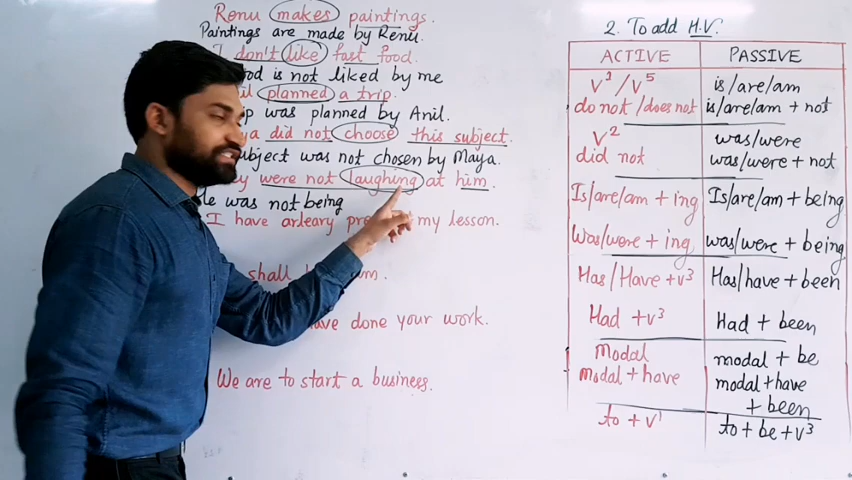 Renu makes paintings.
Paintings are made by Renu.
I don't like fast food.
food is not liked by me
planned a trip.
was planned by Anil.
did not choose this subject.
subject was not chosen by Maya.
were not laughing at him.
He was not being
I have arleary my lesson.
shall
have done your work.
We are to start a business.
2. To add H.V.
ACTIVE PASSIVE
V1/V5 is/are/am
do not/does not is/are/am + not
V2 was/were
did not was/were + not
Is/are/am + ing Is/are/am + being
Was/were + ing was/were + being
Has/Have + V3 Has/have + been
Had + V3 Had + been
Modal modal + be
modal + have modal + have
+ been
to + V1 to + be + V3